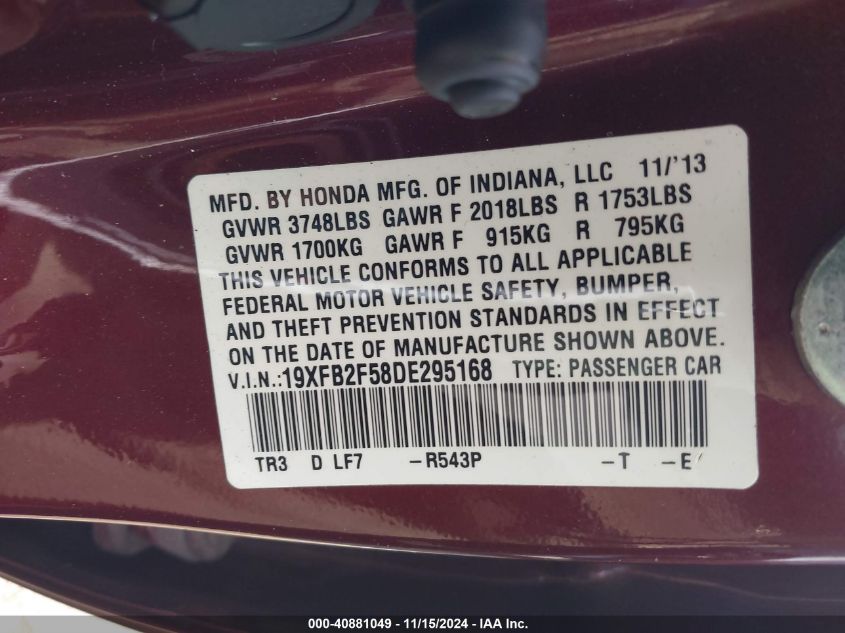 MFD. BY HONDA MFG. OF INDIANA, LLC 11/'13
GVWR 3748LBS GAWR F 2018LBS R 1753LBS
GVWR 1700KG GAWR F 915KG R 795KG
THIS VEHICLE CONFORMS TO ALL APPLICABLE
FEDERAL MOTOR VEHICLE SAFETY, BUMPER,
AND THEFT PREVENTION STANDARDS IN EFFECT
ON THE DATE OF MANUFACTURE SHOWN ABOVE.
V.I.N.:19XFB2F58DE295168 TYPE: PASSENGER CAR
TR3 D LF7 -R543P -T -E
000-40881049 - 11/15/2024 - IAA Inc.